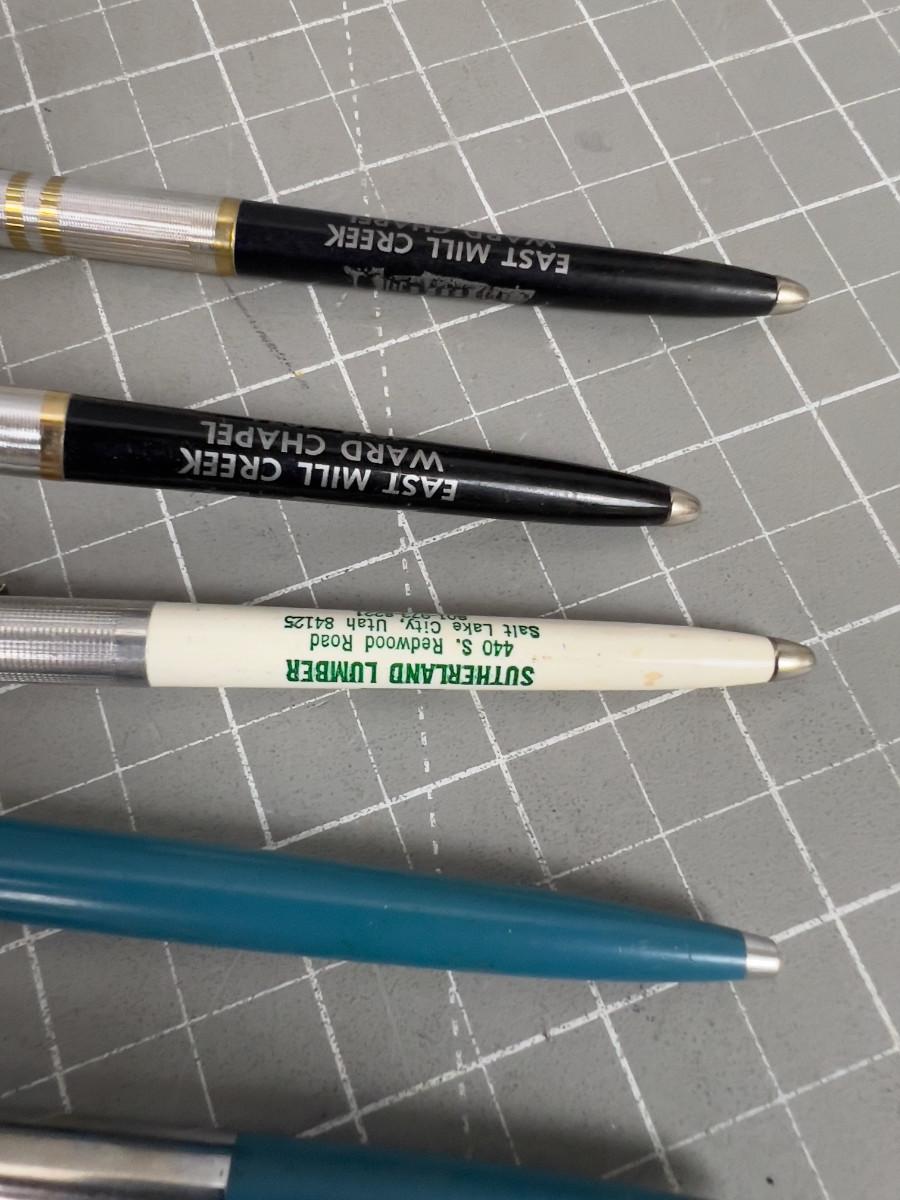 EAST MILL CREEK
WARD CHAPEL
EAST MILL CREEK
WARD CHAPEL
SUTHERLAND LUMBER
440 S. Redwood Road
Salt Lake City, Utah 84125